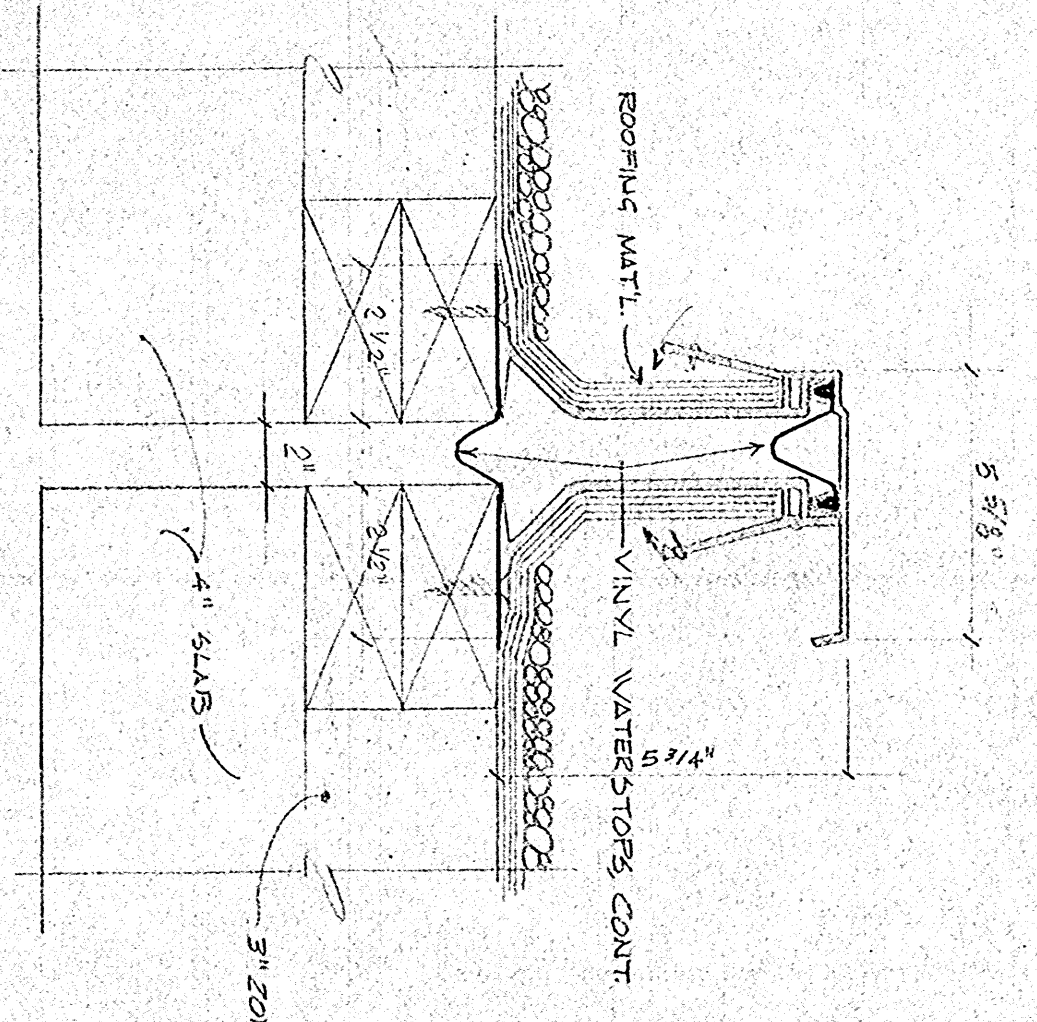 5 5/8"
5 3/4"
ROOFING MAT'L.
VINYL WATERSTOPS, CONT.
2 1/2"
2 1/2"
2"
4" SLAB
3"